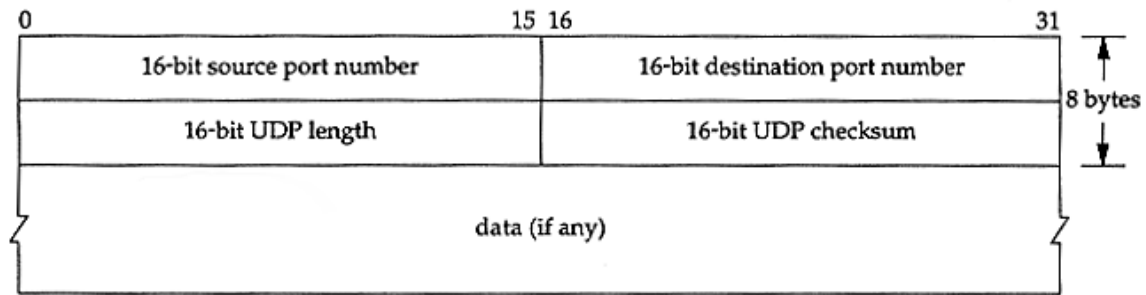 0 15 16 31
16-bit source port number 16-bit destination port number
8 bytes
16-bit UDP length 16-bit UDP checksum
data (if any)